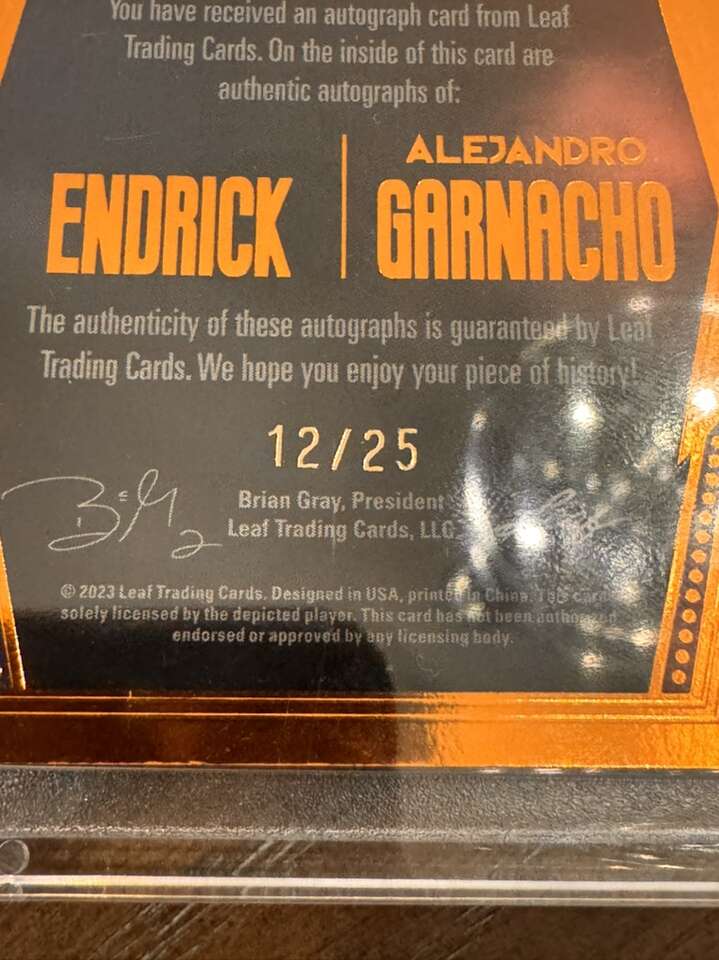 You have received an autograph card from Leaf
Trading Cards. On the inside of this card are
authentic autographs of:
ENDRICK
ALEJANDRO
GARNACHO
The authenticity of these autographs is guaranteed by Leaf
Trading Cards. We hope you enjoy your piece of history!
12/25
Brian Gray, President
Leaf Trading Cards, LLC
© 2023 Leaf Trading Cards. Designed in USA, printed in China. This card
solely licensed by the depicted player. This card has not been authorized
endorsed or approved by any licensing body.